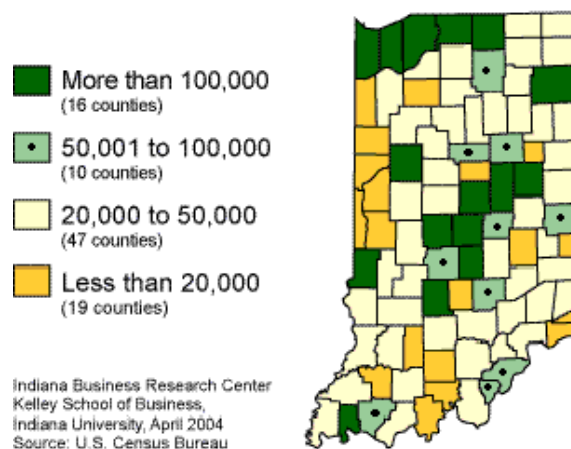 More than 100,000
(16 counties)
50,001 to 100,000
(10 counties)
20,000 to 50,000
(47 counties)
Less than 20,000
(19 counties)
Indiana Business Research Center
Kelley School of Business,
Indiana University, April 2004
Source: U.S. Census Bureau